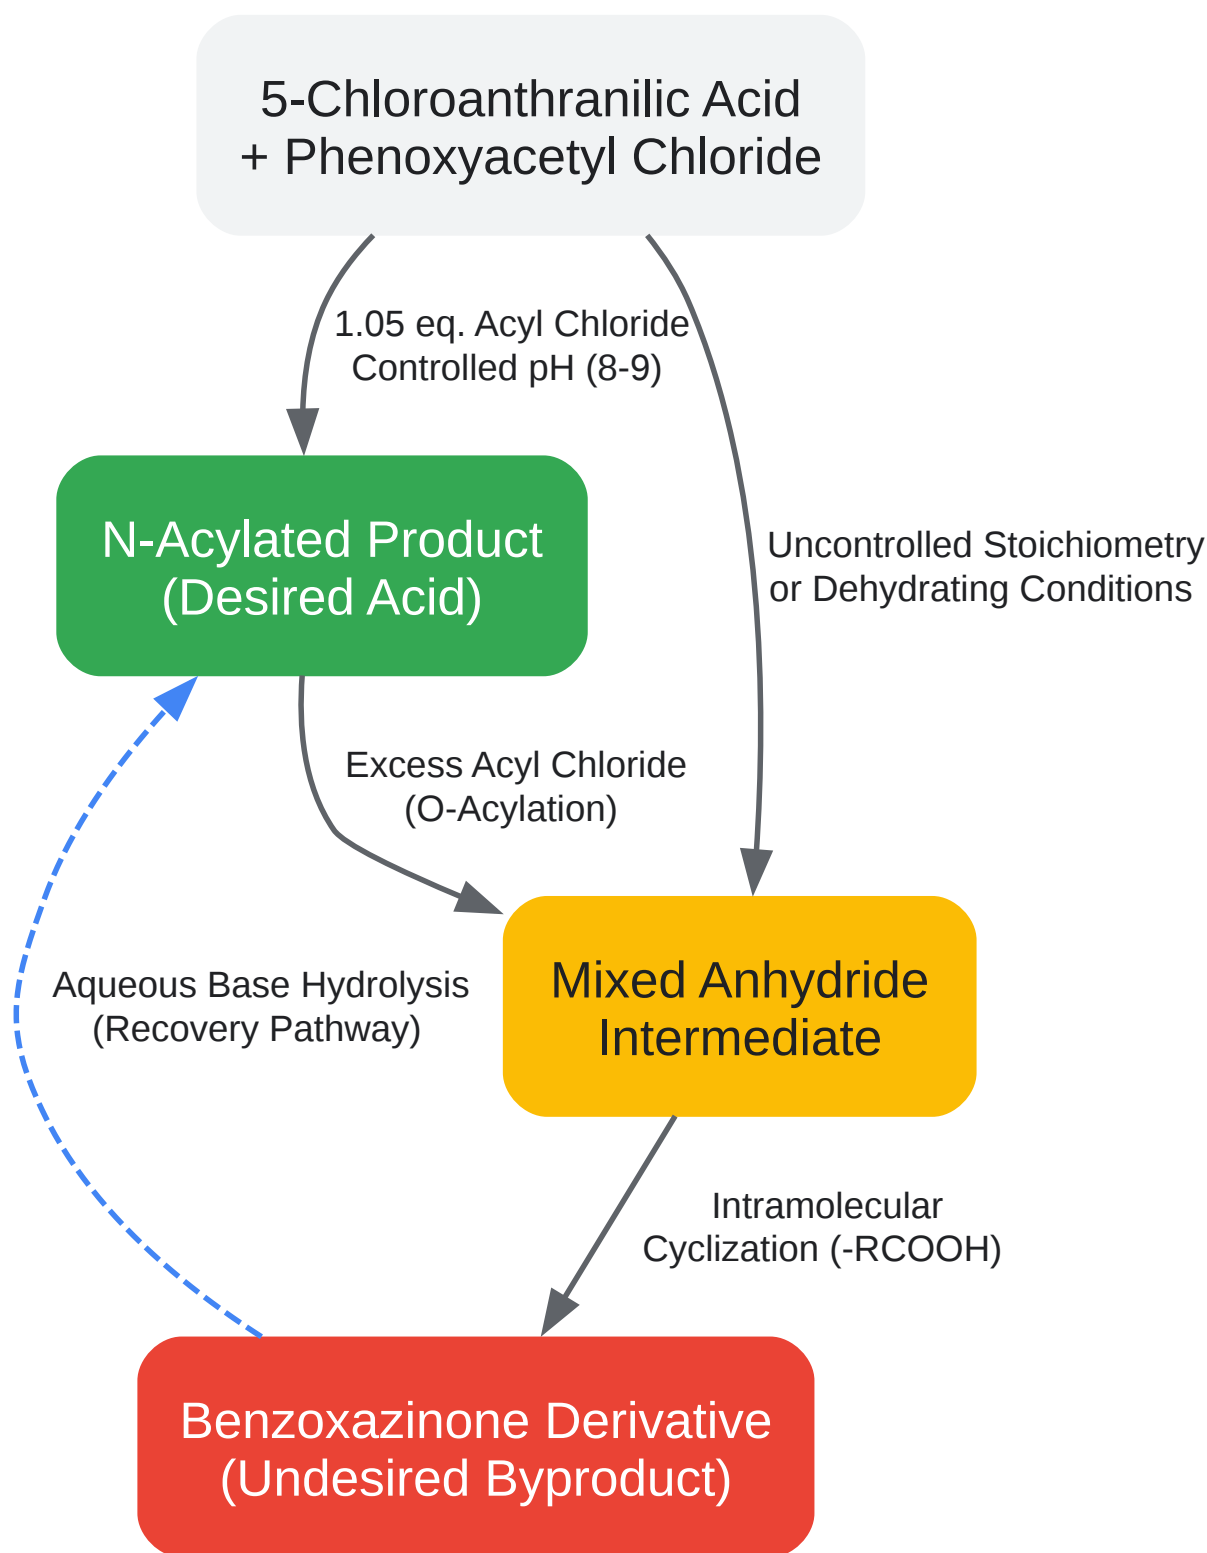 5-Chloroanthranilic Acid
+ Phenoxyacetyl Chloride
1.05 eq. Acyl Chloride
Controlled pH (8-9)
N-Acylated Product
(Desired Acid)
Uncontrolled Stoichiometry
or Dehydrating Conditions
Excess Acyl Chloride
(O-Acylation)
Aqueous Base Hydrolysis
(Recovery Pathway)
Mixed Anhydride
Intermediate
Intramolecular
Cyclization (-RCOOH)
Benzoxazinone Derivative
(Undesired Byproduct)